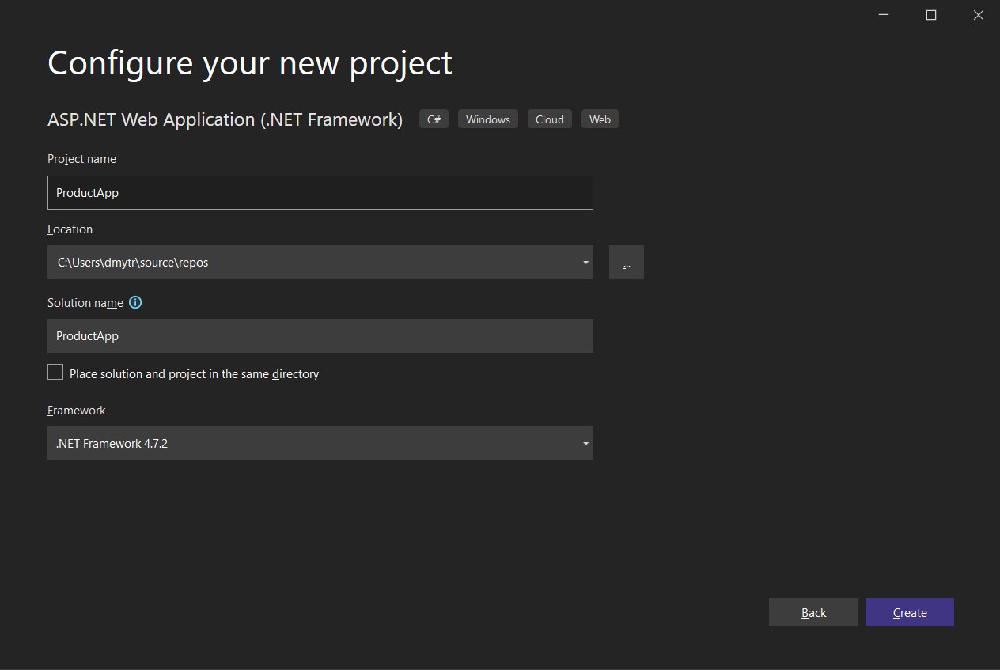 Configure your new project
ASP.NET Web Application (.NET Framework) C# Windows Cloud Web
Project name
ProductApp
Location
C:\Users\dmytr\source\repos
...
Solution name
ProductApp
Place solution and project in the same directory
Framework
.NET Framework 4.7.2
Back Create